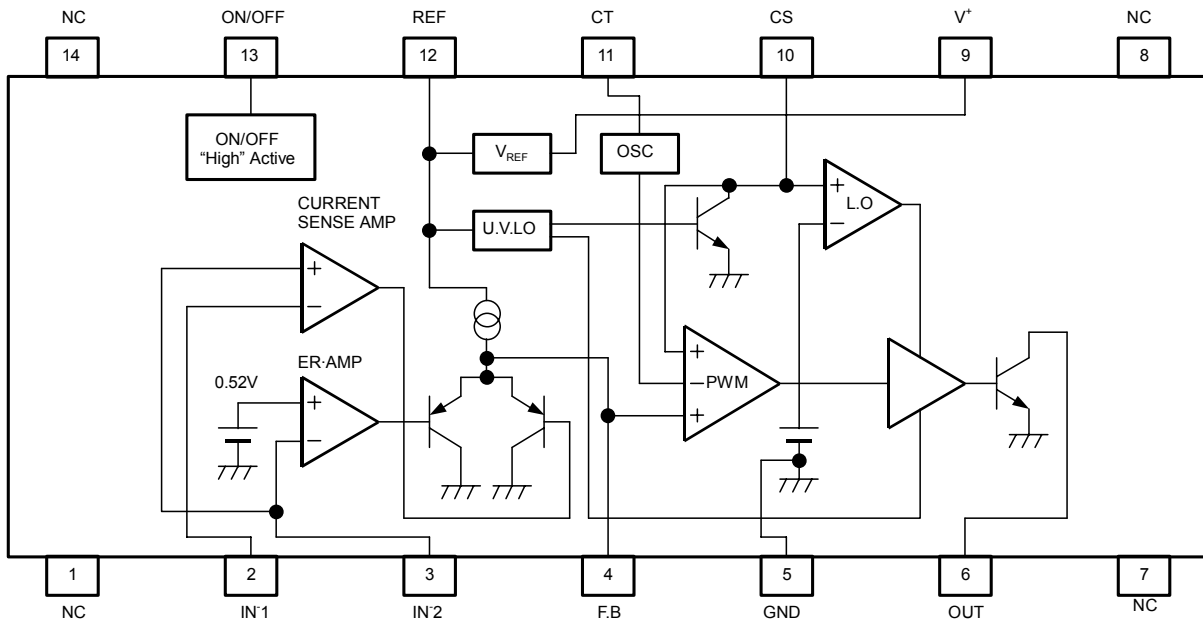 NC ON/OFF REF CT CS V⁺ NC
14 13 12 11 10 9 8
ON/OFF
“High” Active
V_REF
OSC
+
L.O
−
CURRENT
SENSE AMP
U.V.LO
+
−
ER·AMP
0.52V
+
−
+
− PWM
+
1 2 3 4 5 6 7
NC IN⁻1 IN⁻2 F.B GND OUT NC